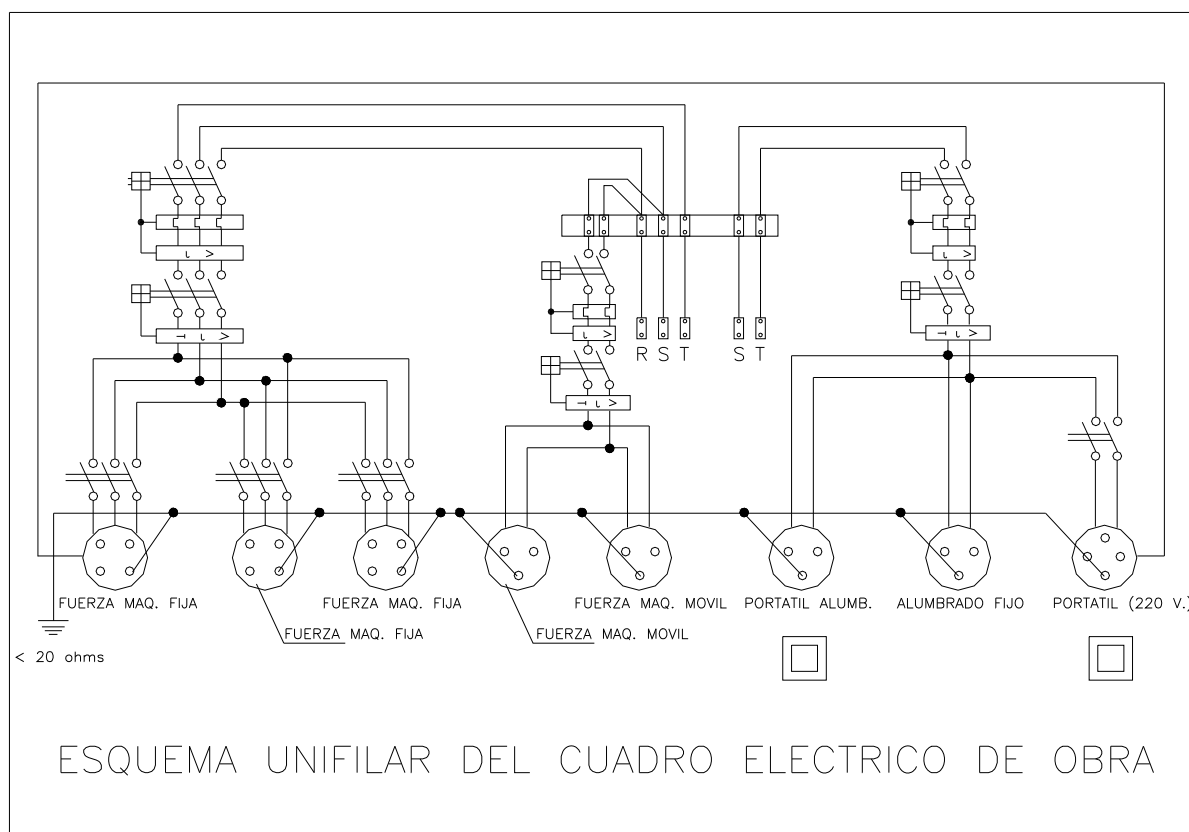 R S T
S T
FUERZA MAQ. FIJA
FUERZA MAQ. FIJA
FUERZA MAQ. MOVIL
PORTATIL ALUMB.
ALUMBRADO FIJO
PORTATIL (220 V.)
FUERZA MAQ. FIJA
FUERZA MAQ. MOVIL
< 20 ohms
ESQUEMA UNIFILAR DEL CUADRO ELECTRICO DE OBRA